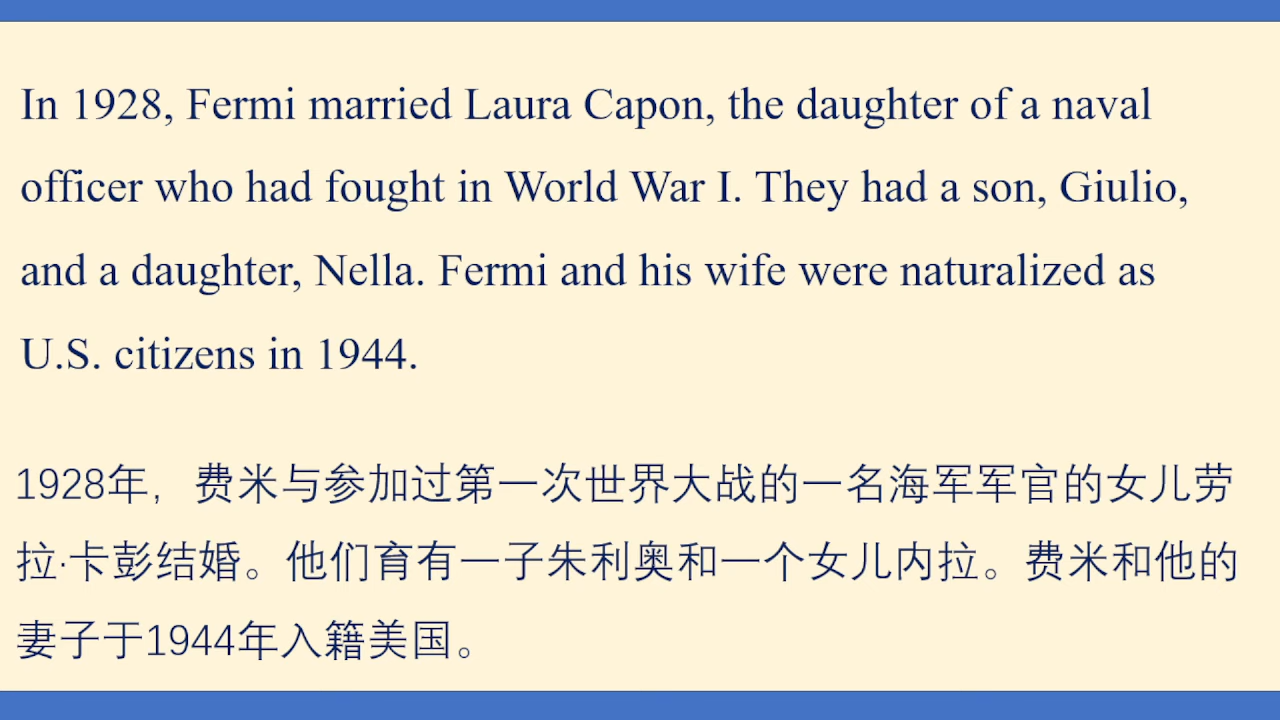 In 1928, Fermi married Laura Capon, the daughter of a naval
officer who had fought in World War I. They had a son, Giulio,
and a daughter, Nella. Fermi and his wife were naturalized as
U.S. citizens in 1944.
1928年，费米与参加过第一次世界大战的一名海军军官的女儿劳
拉·卡彭结婚。他们育有一子朱利奥和一个女儿内拉。费米和他的
妻子于1944年入籍美国。